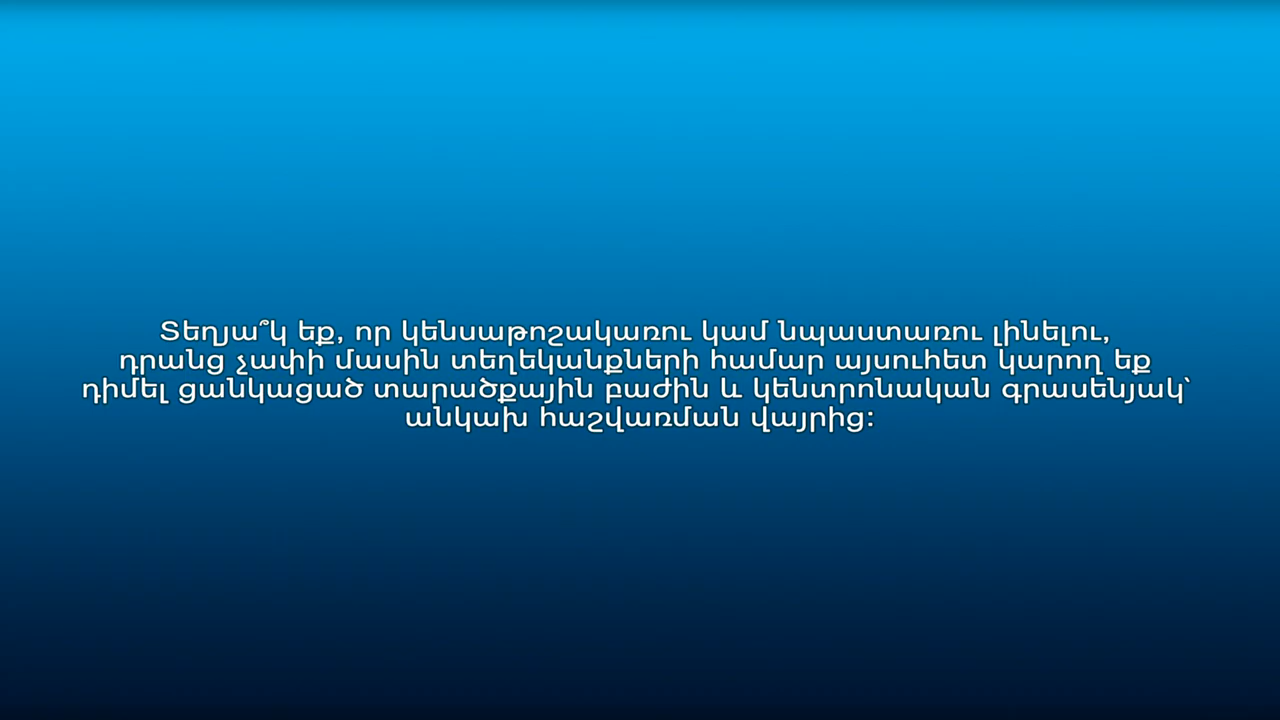 Տեղյա՞կ եք, որ կենսաթոշակառու կամ նպաստառու լինելու,
դրանց չափի մասին տեղեկանքների համար այսուհետ կարող եք
դիմել ցանկացած տարածքային բաժին և կենտրոնական գրասենյակ՝
անկախ հաշվառման վայրից: